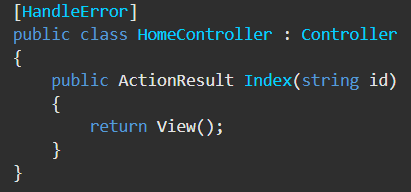 [HandleError]
public class HomeController : Controller
{
    public ActionResult Index(string id)
    {
        return View();
    }
}